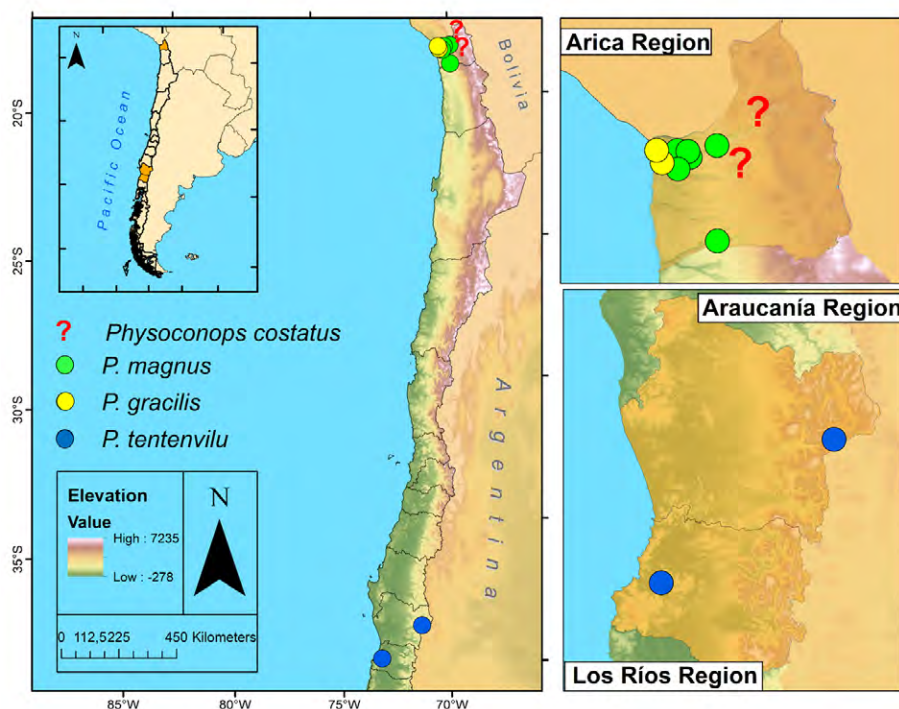 N
Pacific Ocean
20°S
25°S
30°S
35°S
85°W
80°W
75°W
70°W
?
?
Bolivia
Argentina
? Physoconops costatus
P. magnus
P. gracilis
P. tentenvilu
Elevation
Value
High : 7235
Low : -278
N
0 112,5225 450 Kilometers
Arica Region
?
?
Araucanía Region
Los Ríos Region